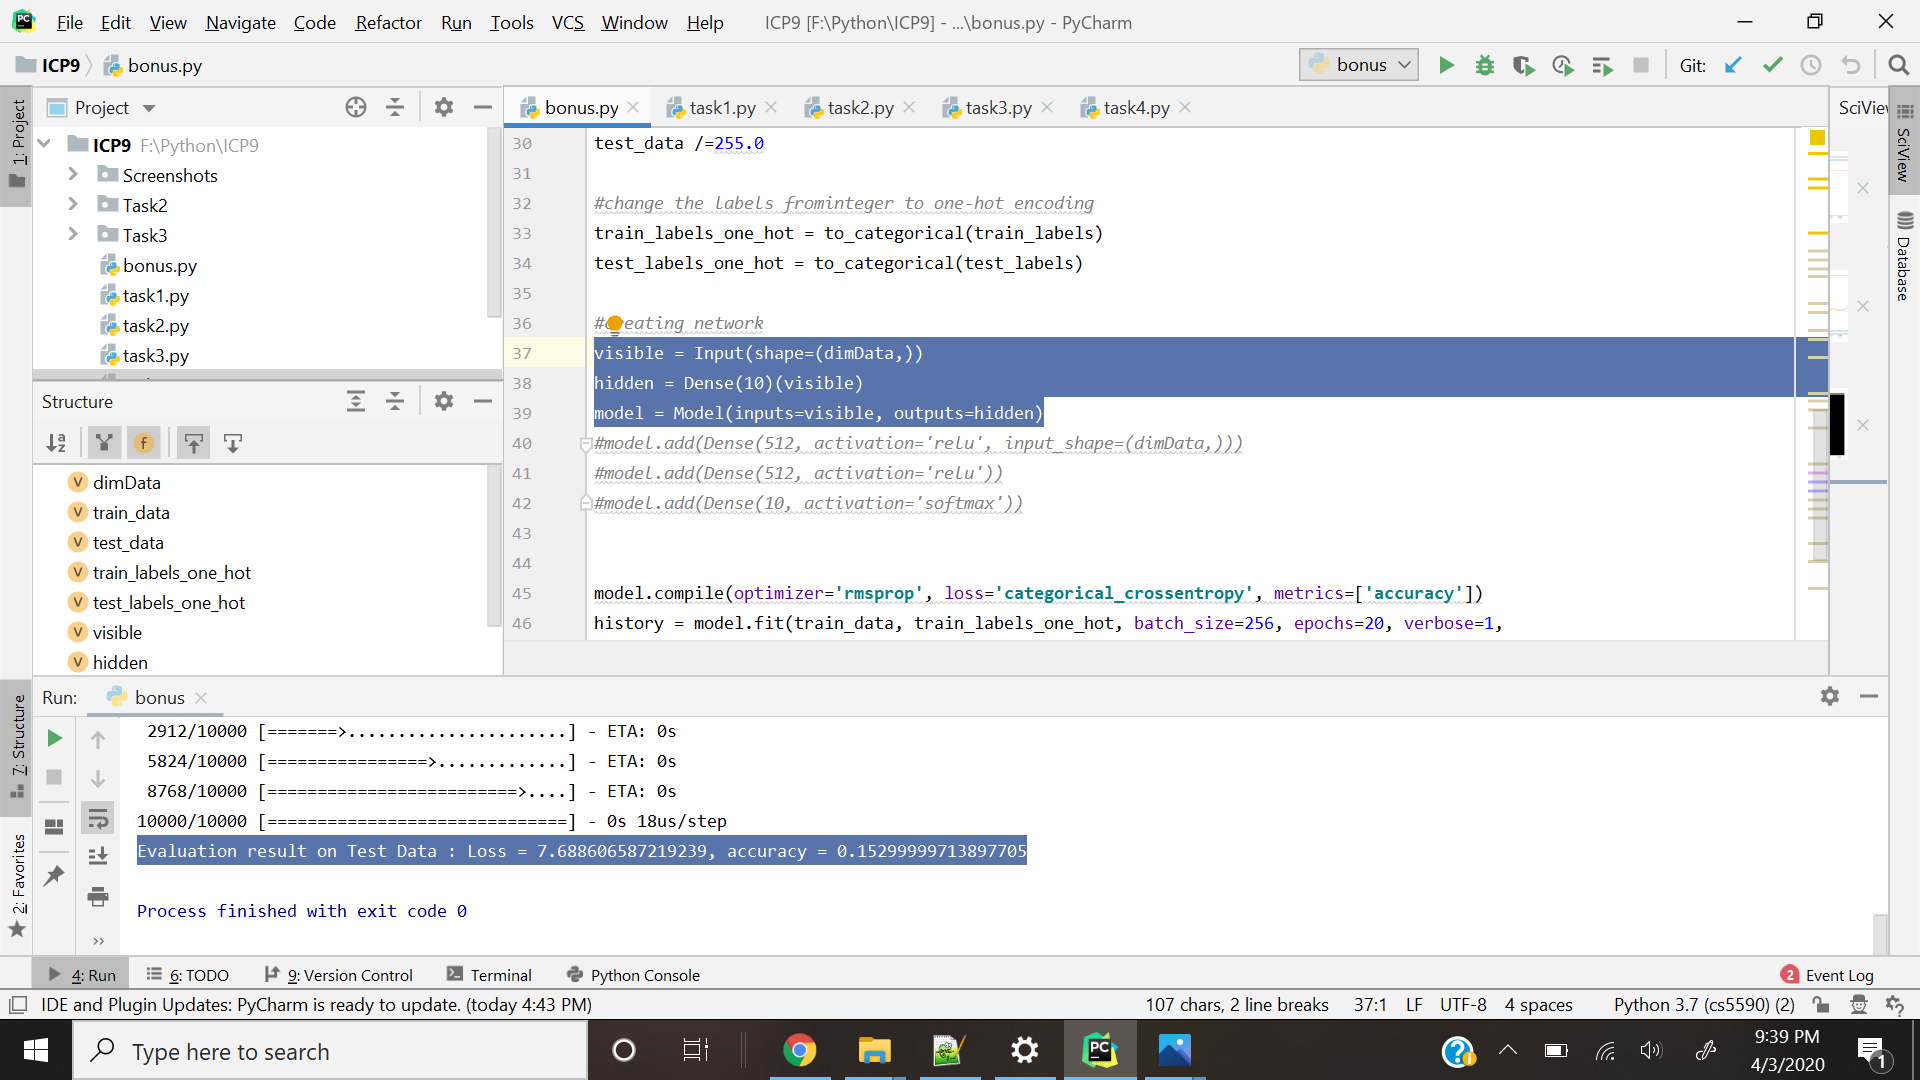 File Edit View Navigate Code Refactor Run Tools VCS Window Help ICP9 [F:\Python\ICP9] - ...\bonus.py - PyCharm
ICP9 bonus.py bonus Git:
1: Project
Project
bonus.py task1.py task2.py task3.py task4.py
SciView
ICP9 F:\Python\ICP9
Screenshots
Task2
Task3
bonus.py
task1.py
task2.py
task3.py
30 test_data /=255.0
31
32 #change the labels frominteger to one-hot encoding
33 train_labels_one_hot = to_categorical(train_labels)
34 test_labels_one_hot = to_categorical(test_labels)
35
36 #creating network
37 visible = Input(shape=(dimData,))
38 hidden = Dense(10)(visible)
39 model = Model(inputs=visible, outputs=hidden)
40 #model.add(Dense(512, activation='relu', input_shape=(dimData,)))
41 #model.add(Dense(512, activation='relu'))
42 #model.add(Dense(10, activation='softmax'))
43
44
45 model.compile(optimizer='rmsprop', loss='categorical_crossentropy', metrics=['accuracy'])
46 history = model.fit(train_data, train_labels_one_hot, batch_size=256, epochs=20, verbose=1,
SciView
Database
Structure
dimData
train_data
test_data
train_labels_one_hot
test_labels_one_hot
visible
hidden
7: Structure
2: Favorites
Run: bonus
2912/10000 [=======>......................] - ETA: 0s
5824/10000 [================>.............] - ETA: 0s
8768/10000 [=========================>....] - ETA: 0s
10000/10000 [==============================] - 0s 18us/step
Evaluation result on Test Data : Loss = 7.688606587219239, accuracy = 0.15299999713897705
Process finished with exit code 0
4: Run 6: TODO 9: Version Control Terminal Python Console 2 Event Log
IDE and Plugin Updates: PyCharm is ready to update. (today 4:43 PM) 107 chars, 2 line breaks 37:1 LF UTF-8 4 spaces Python 3.7 (cs5590) (2)
Type here to search
PC
9:39 PM
4/3/2020
1